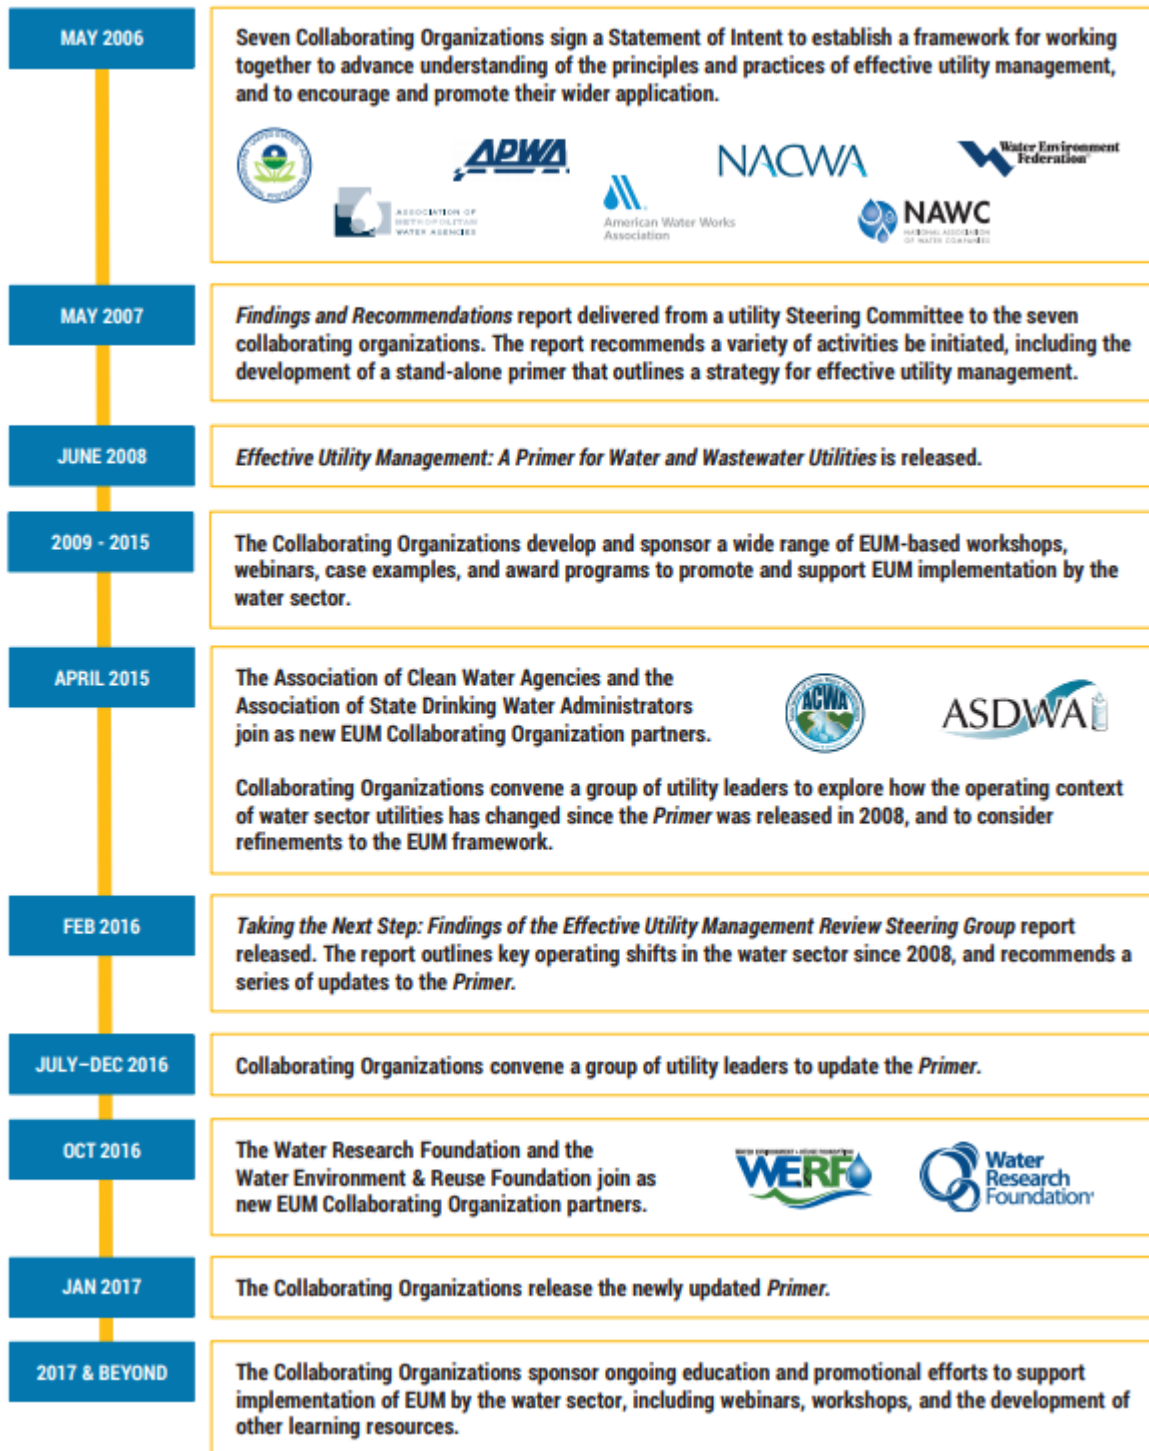 MAY 2006
Seven Collaborating Organizations sign a Statement of Intent to establish a framework for working
together to advance understanding of the principles and practices of effective utility management,
and to encourage and promote their wider application.
APWA
NACWA
Water Environment
Federation
ASSOCIATION OF
METROPOLITAN
WATER AGENCIES
American Water Works
Association
NAWC
NATIONAL ASSOCIATION
OF WATER COMPANIES
MAY 2007
Findings and Recommendations report delivered from a utility Steering Committee to the seven
collaborating organizations. The report recommends a variety of activities be initiated, including the
development of a stand-alone primer that outlines a strategy for effective utility management.
JUNE 2008
Effective Utility Management: A Primer for Water and Wastewater Utilities is released.
2009 - 2015
The Collaborating Organizations develop and sponsor a wide range of EUM-based workshops,
webinars, case examples, and award programs to promote and support EUM implementation by the
water sector.
APRIL 2015
The Association of Clean Water Agencies and the
Association of State Drinking Water Administrators
join as new EUM Collaborating Organization partners.
ACWA
ASDWA
Collaborating Organizations convene a group of utility leaders to explore how the operating context
of water sector utilities has changed since the Primer was released in 2008, and to consider
refinements to the EUM framework.
FEB 2016
Taking the Next Step: Findings of the Effective Utility Management Review Steering Group report
released. The report outlines key operating shifts in the water sector since 2008, and recommends a
series of updates to the Primer.
JULY–DEC 2016
Collaborating Organizations convene a group of utility leaders to update the Primer.
OCT 2016
The Water Research Foundation and the
Water Environment & Reuse Foundation join as
new EUM Collaborating Organization partners.
WATER ENVIRONMENT & REUSE FOUNDATION
WERF
Water
Research
Foundation
JAN 2017
The Collaborating Organizations release the newly updated Primer.
2017 & BEYOND
The Collaborating Organizations sponsor ongoing education and promotional efforts to support
implementation of EUM by the water sector, including webinars, workshops, and the development of
other learning resources.